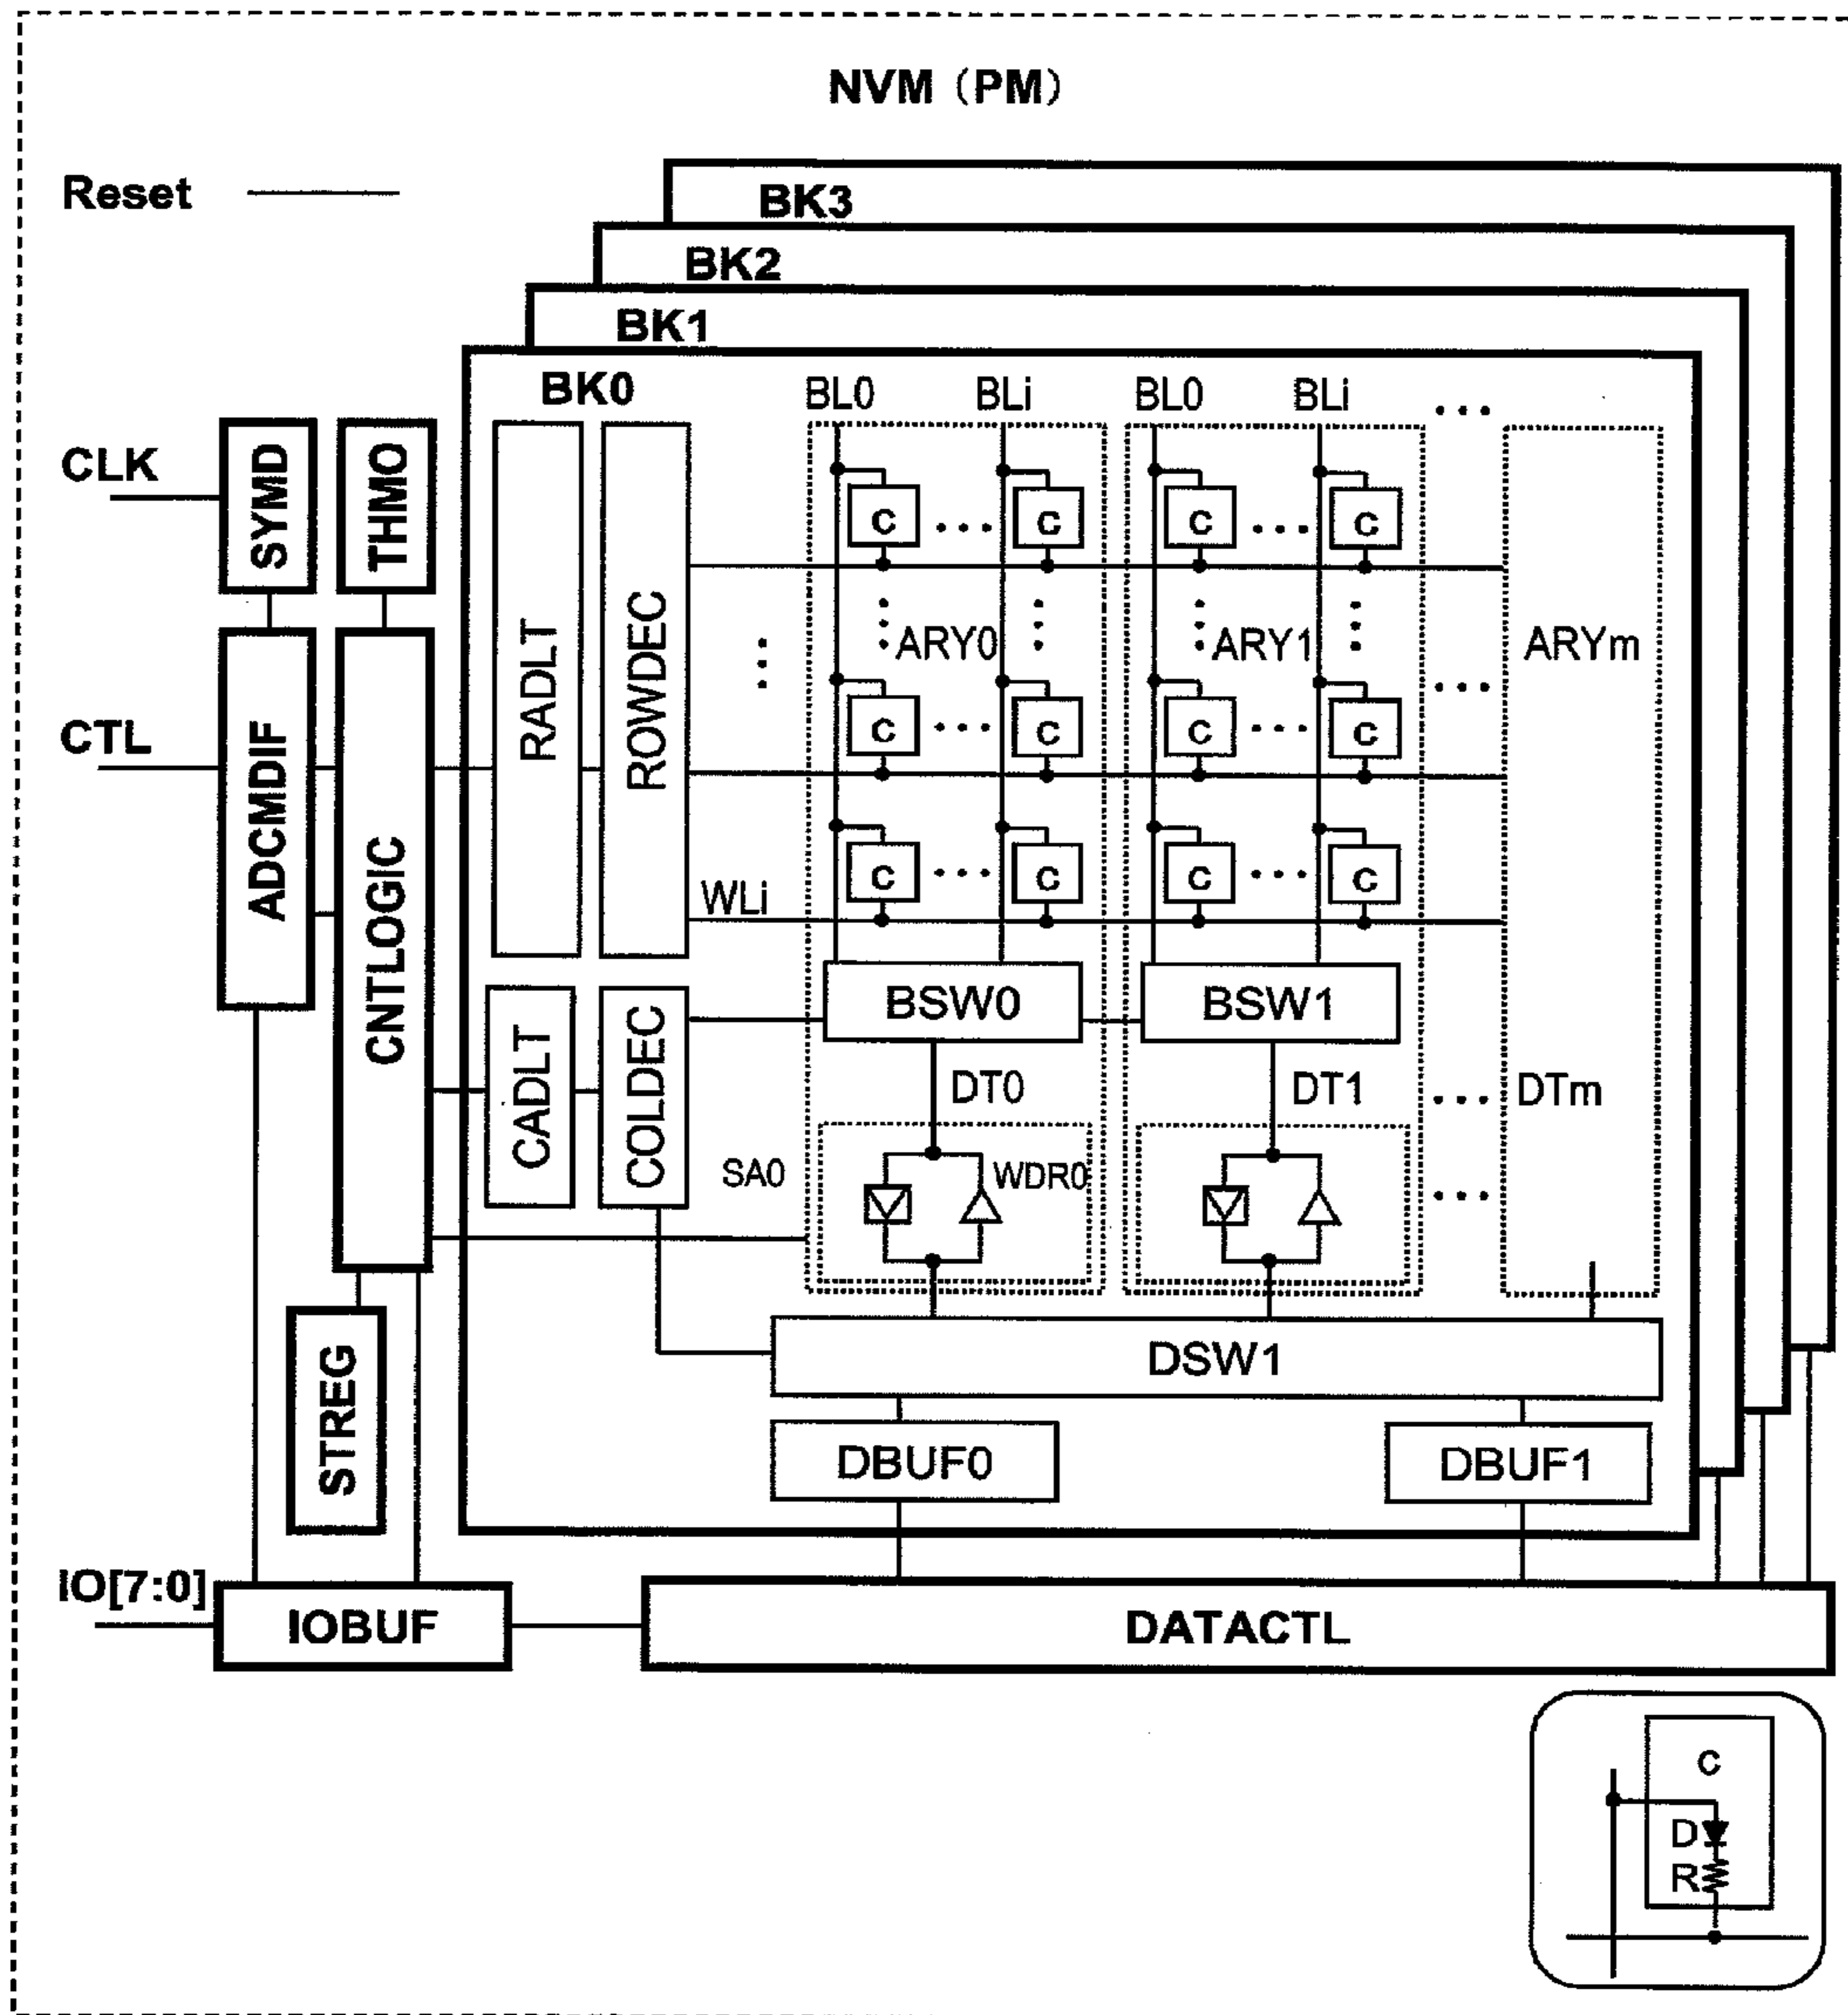 NVM (PM)
Reset
BK3
BK2
BK1
BK0
BL0
BLi
BL0
BLi
...
CLK
SYMD
THMO
C ... C
C ... C
RADLT
ROWDEC
ARY0
ARY1
ARYm
CTL
ADCMDIF
CNTLOGIC
C ... C
C ... C
...
C ... C
C ... C
WLi
BSW0
BSW1
CADLT
COLDEC
DT0
DT1
... DTm
SA0
WDR0
...
DSW1
STREG
DBUF0
DBUF1
IO[7:0]
IOBUF
DATACTL
C
D
R